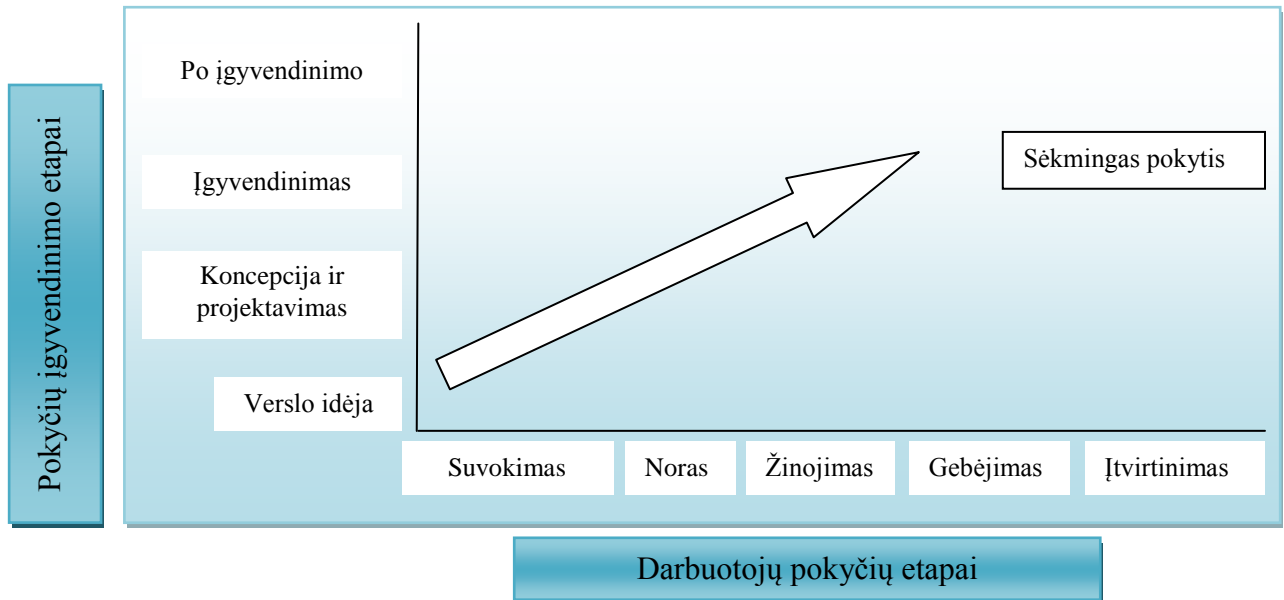 Pokyčių įgyvendinimo etapai
Po įgyvendinimo
Įgyvendinimas
Koncepcija ir
projektavimas
Verslo idėja
Sėkmingas pokytis
Suvokimas
Noras
Žinojimas
Gebėjimas
Įtvirtinimas
Darbuotojų pokyčių etapai